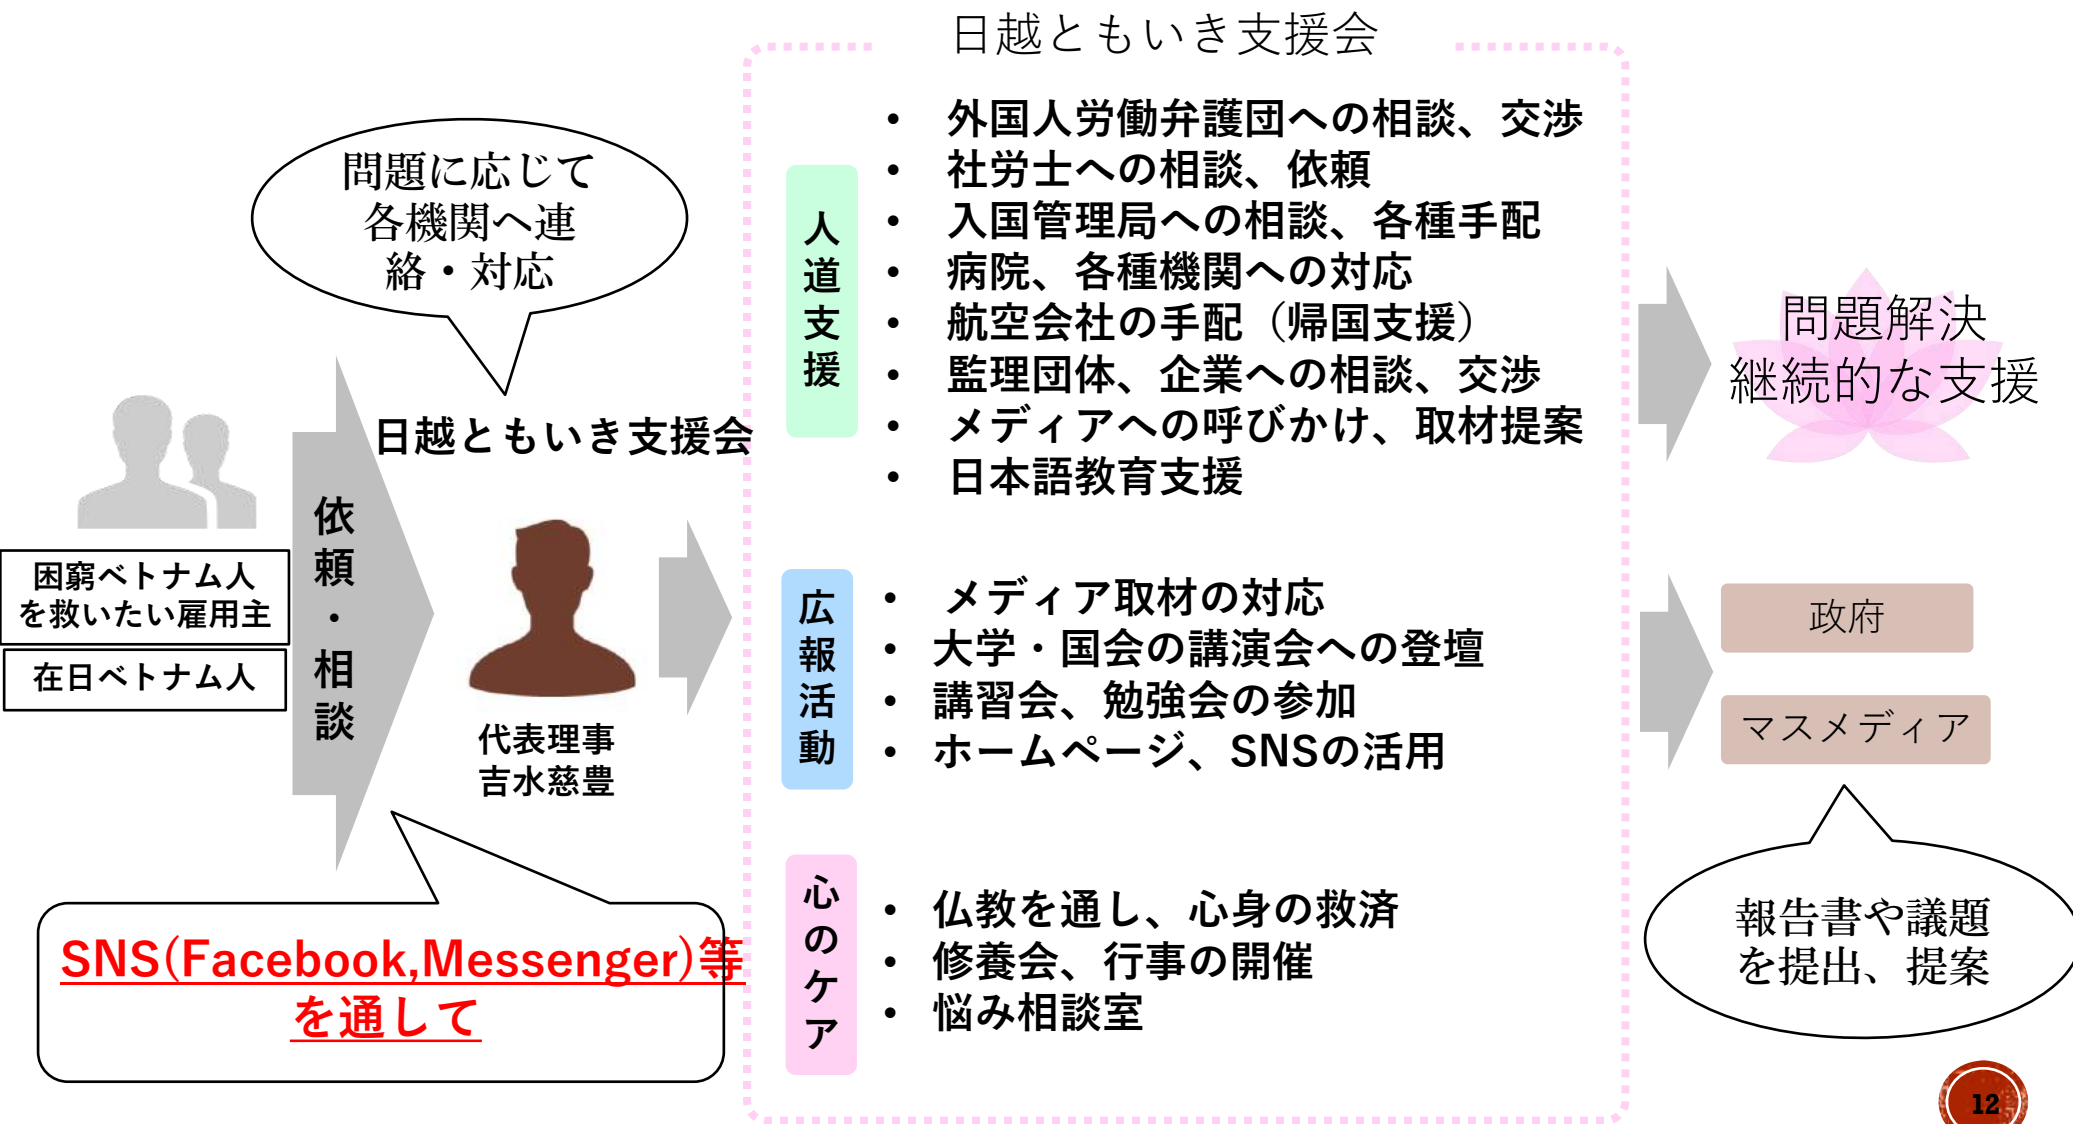 日越ともいき支援会
問題に応じて
各機関へ連
絡・対応
困窮ベトナム人
を救いたい雇用主
在日ベトナム人
依頼・相談
日越ともいき支援会
代表理事
吉水慈豊
SNS(Facebook,Messenger)等
を通して
人道支援
• 外国人労働弁護団への相談、交渉
• 社労士への相談、依頼
• 入国管理局への相談、各種手配
• 病院、各種機関への対応
• 航空会社の手配（帰国支援）
• 監理団体、企業への相談、交渉
• メディアへの呼びかけ、取材提案
• 日本語教育支援
広報活動
• メディア取材の対応
• 大学・国会の講演会への登壇
• 講習会、勉強会の参加
• ホームページ、SNSの活用
心のケア
• 仏教を通し、心身の救済
• 修養会、行事の開催
• 悩み相談室
問題解決
継続的な支援
政府
マスメディア
報告書や議題
を提出、提案
12